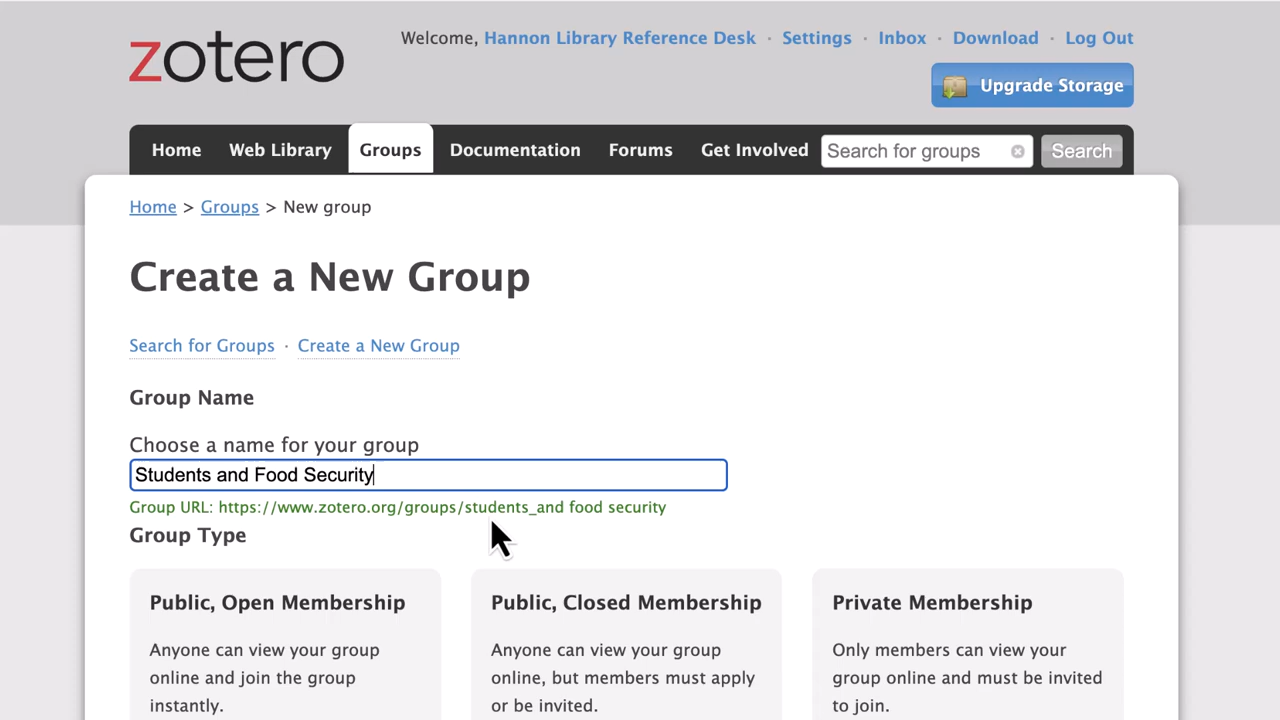 zotero
Welcome, Hannon Library Reference Desk · Settings · Inbox · Download · Log Out
Upgrade Storage
Home Web Library Groups Documentation Forums Get Involved Search for groups Search
Home > Groups > New group
Create a New Group
Search for Groups · Create a New Group
Group Name
Choose a name for your group
Students and Food Security
Group URL: https://www.zotero.org/groups/students_and food security
Group Type
Public, Open Membership
Anyone can view your group
online and join the group
instantly.
Public, Closed Membership
Anyone can view your group
online, but members must apply
or be invited.
Private Membership
Only members can view your
group online and must be invited
to join.